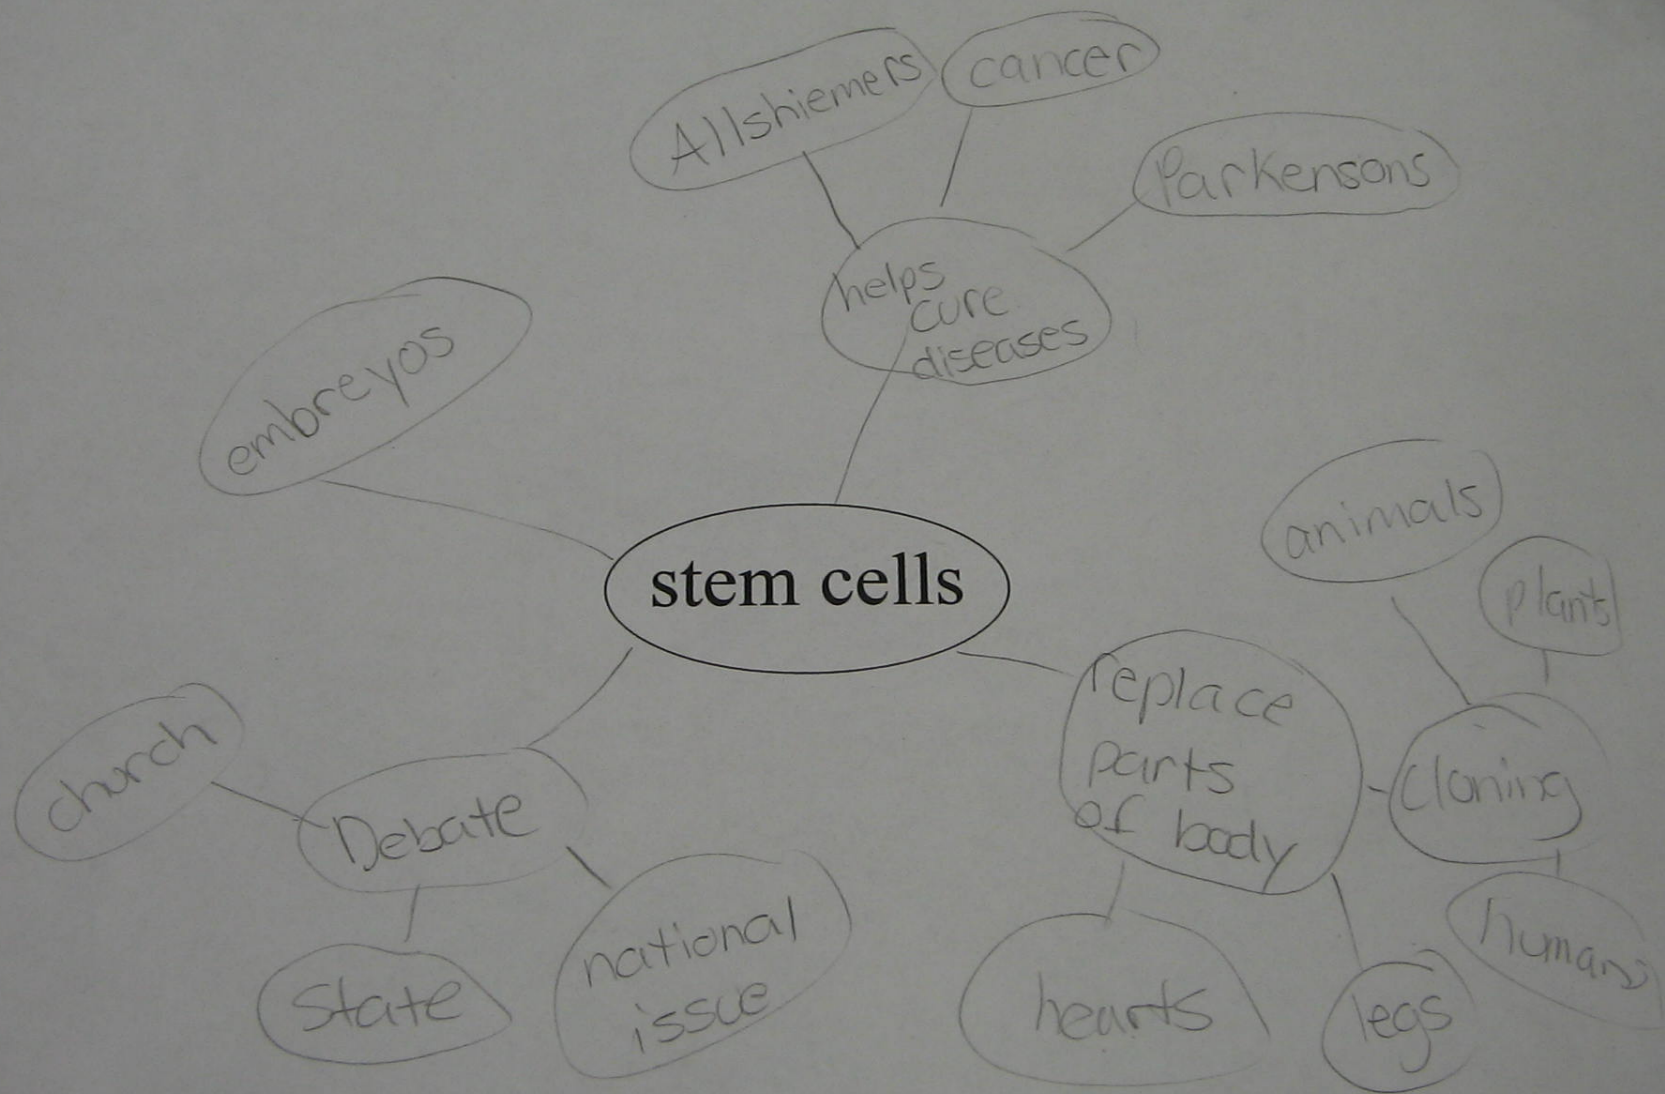 Allshiemers
cancer
Parkensons
helps
cure
diseases
embreyos
animals
plants
stem cells
replace
parts
of body
cloning
church
Debate
humans
national
issue
State
hearts
legs